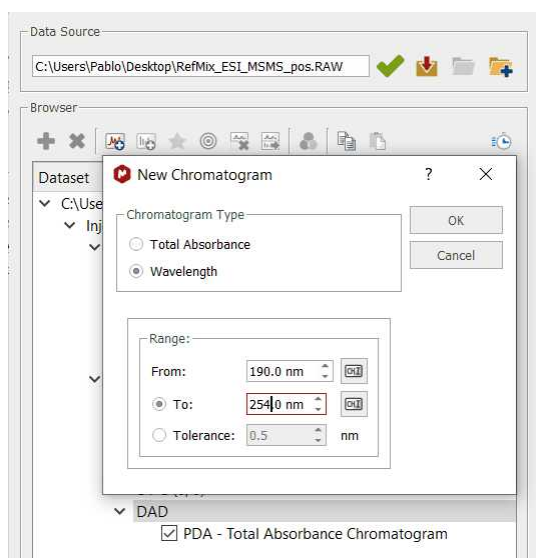 Data Source
C:\Users\Pablo\Desktop\RefMix_ESI_MSMS_pos.RAW
Browser
Dataset
New Chromatogram
?
C:\Use
Inj
Chromatogram Type
Total Absorbance
Wavelength
OK
Cancel
Range:
From: 190.0 nm
To: 254.0 nm
Tolerance: 0.5 nm
DAD
PDA - Total Absorbance Chromatogram